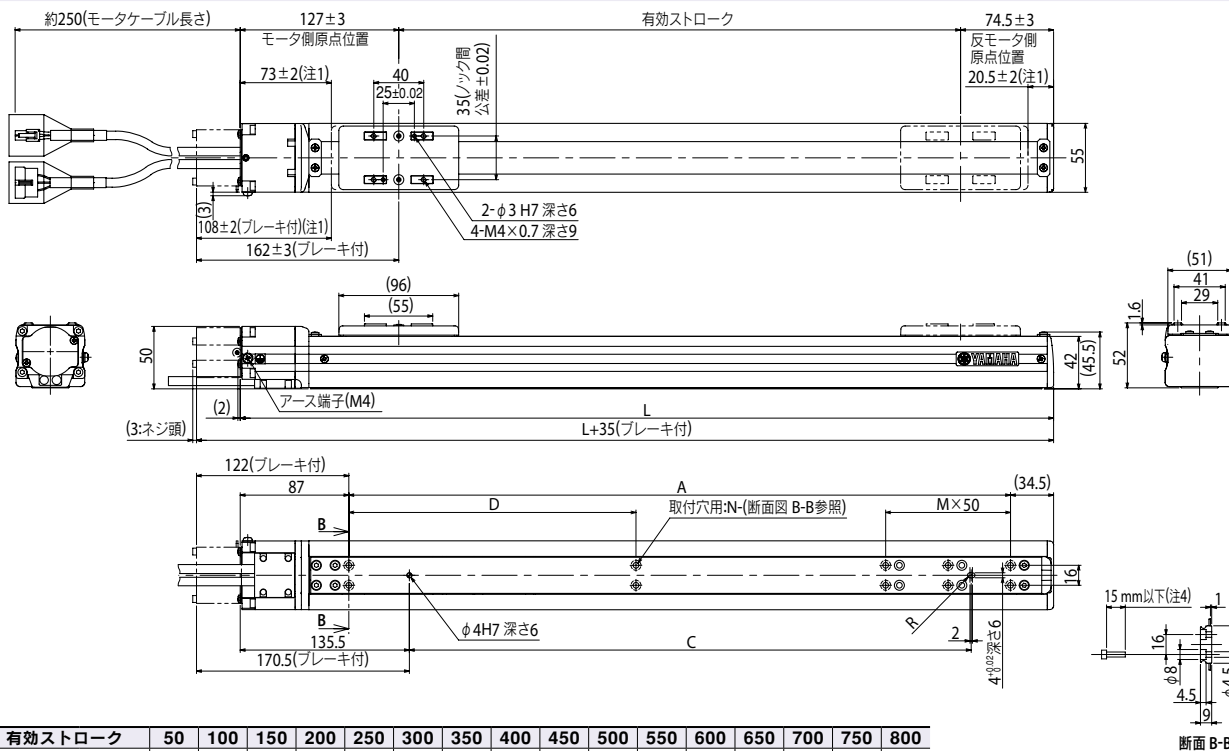 約250(モータケーブル長さ)
127±3
モータ側原点位置
有効ストローク
74.5±3
反モータ側
原点位置
73±2(注1)
40
25±0.02
35(ノック間
公差±0.02)
20.5±2(注1)
55
(3)
2-φ3 H7 深さ6
4-M4×0.7 深さ9
108±2(ブレーキ付)(注1)
162±3(ブレーキ付)
(96)
(55)
(51)
41
29
1.6
52
50
42
(45.5)
YAMAHA
(2)
アース端子(M4)
L
(3:ネジ頭)
L+35(ブレーキ付)
122(ブレーキ付)
87
A
(34.5)
D
取付穴用:N-(断面図 B-B参照)
M×50
B
B
16
φ4H7 深さ6
R
2
4+0.02 0 深さ6
135.5
170.5(ブレーキ付)
C
15 mm以下(注4)
1
16
φ8
4.5
9
φ4.5
断面 B-B
有効ストローク 50 100 150 200 250 300 350 400 450 500 550 600 650 700 750 800